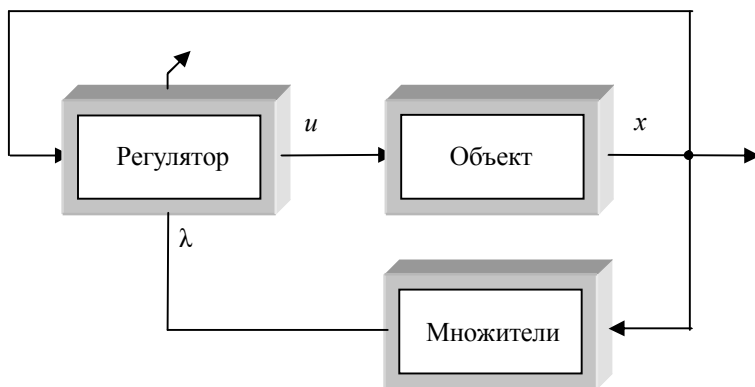 Регулятор
u
Объект
x
λ
Множители